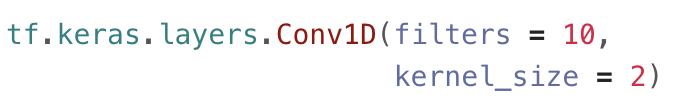 tf.keras.layers.Conv1D(filters = 10,
kernel_size = 2)